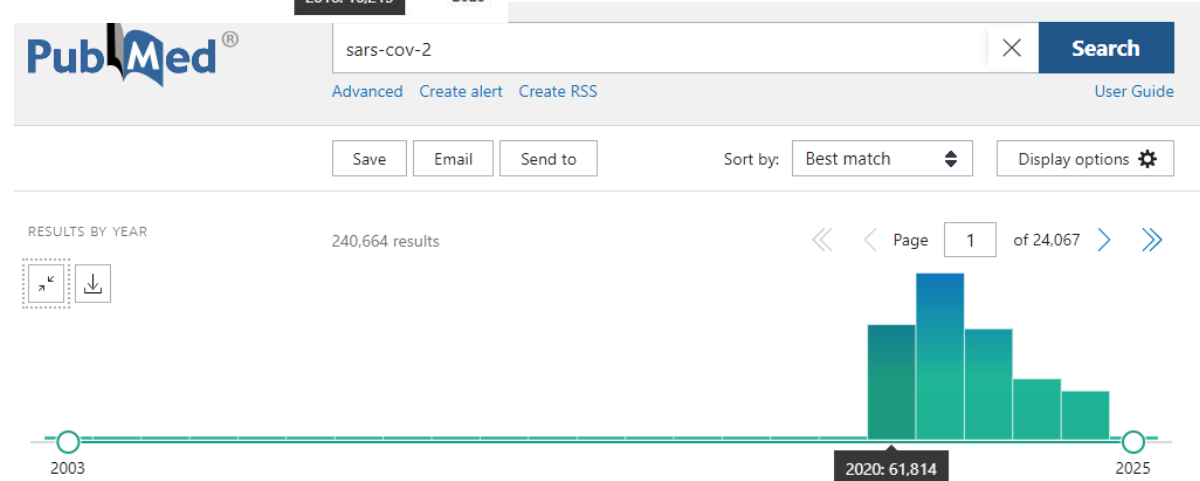 2025
PubMed®
sars-cov-2
Search
Advanced Create alert Create RSS
User Guide
Save Email Send to
Sort by: Best match
Display options
RESULTS BY YEAR
240,664 results
Page 1 of 24,067
2020: 61,814
2003
2025